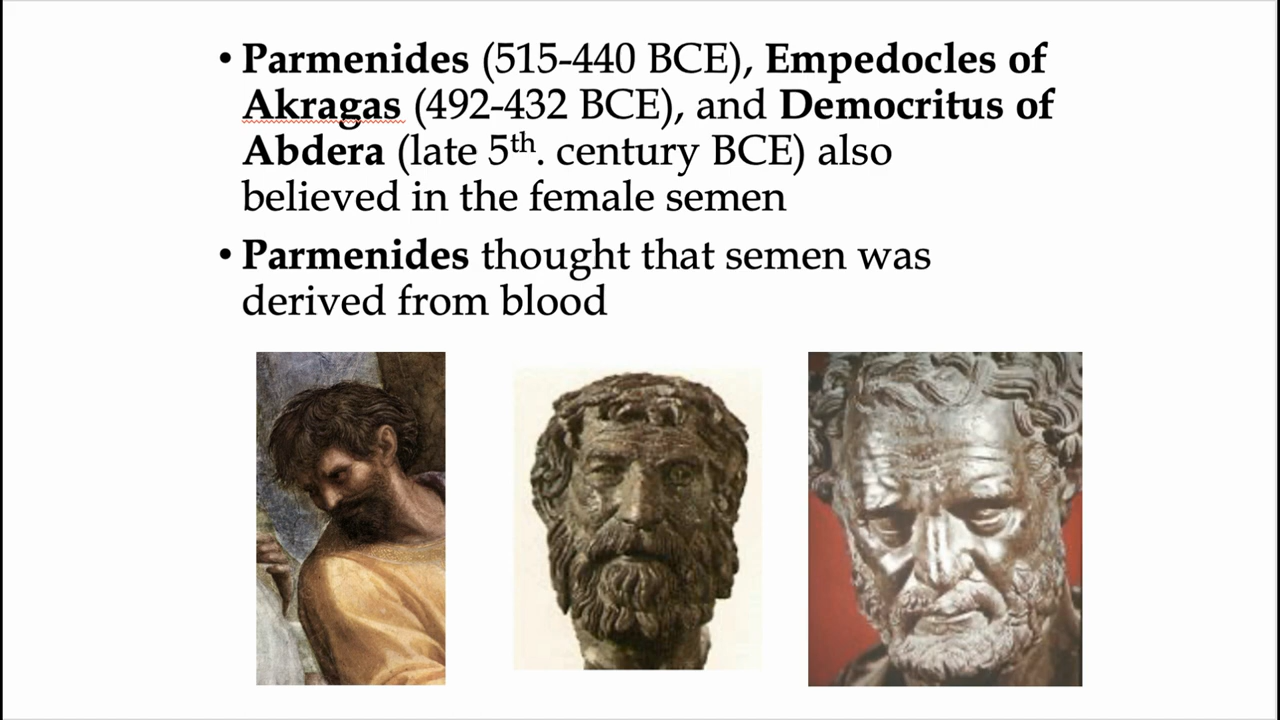 • Parmenides (515-440 BCE), Empedocles of
Akragas (492-432 BCE), and Democritus of
Abdera (late 5th. century BCE) also
believed in the female semen
• Parmenides thought that semen was
derived from blood